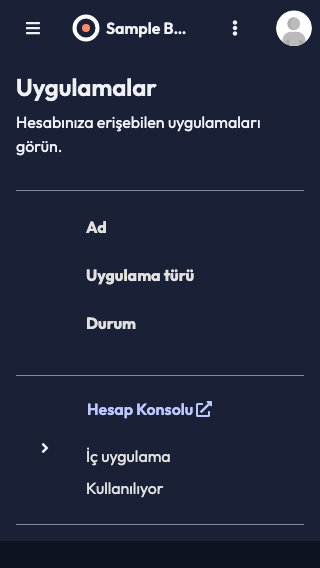 Sample B...
Uygulamalar
Hesabınıza erişebilen uygulamaları
görün.
Ad
Uygulama türü
Durum
Hesap Konsolu
İç uygulama
Kullanılıyor